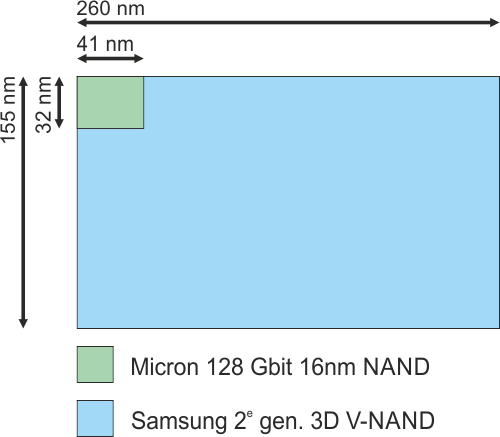 260 nm
41 nm
155 nm
32 nm
Micron 128 Gbit 16nm NAND
Samsung 2e gen. 3D V-NAND